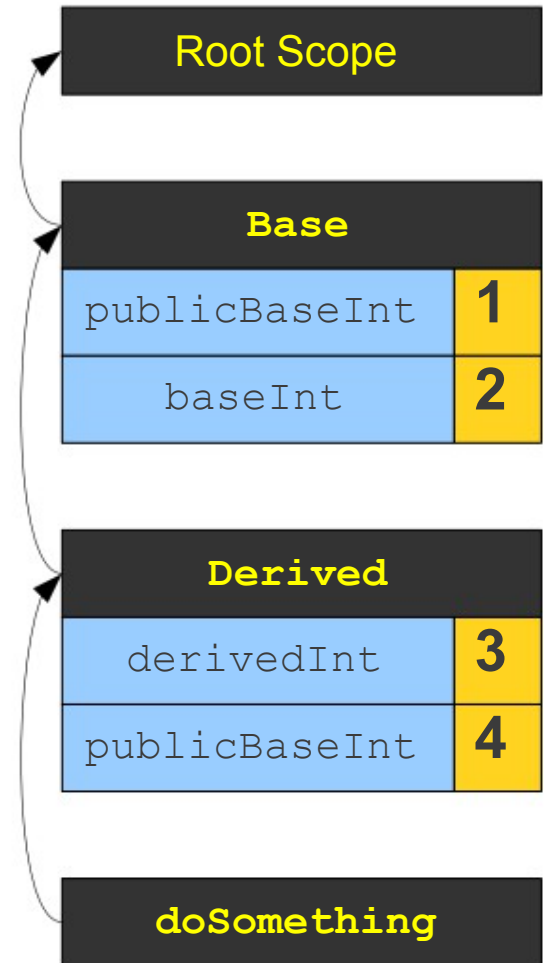 Root Scope
Base
publicBaseInt 1
baseInt 2
Derived
derivedInt 3
publicBaseInt 4
doSomething